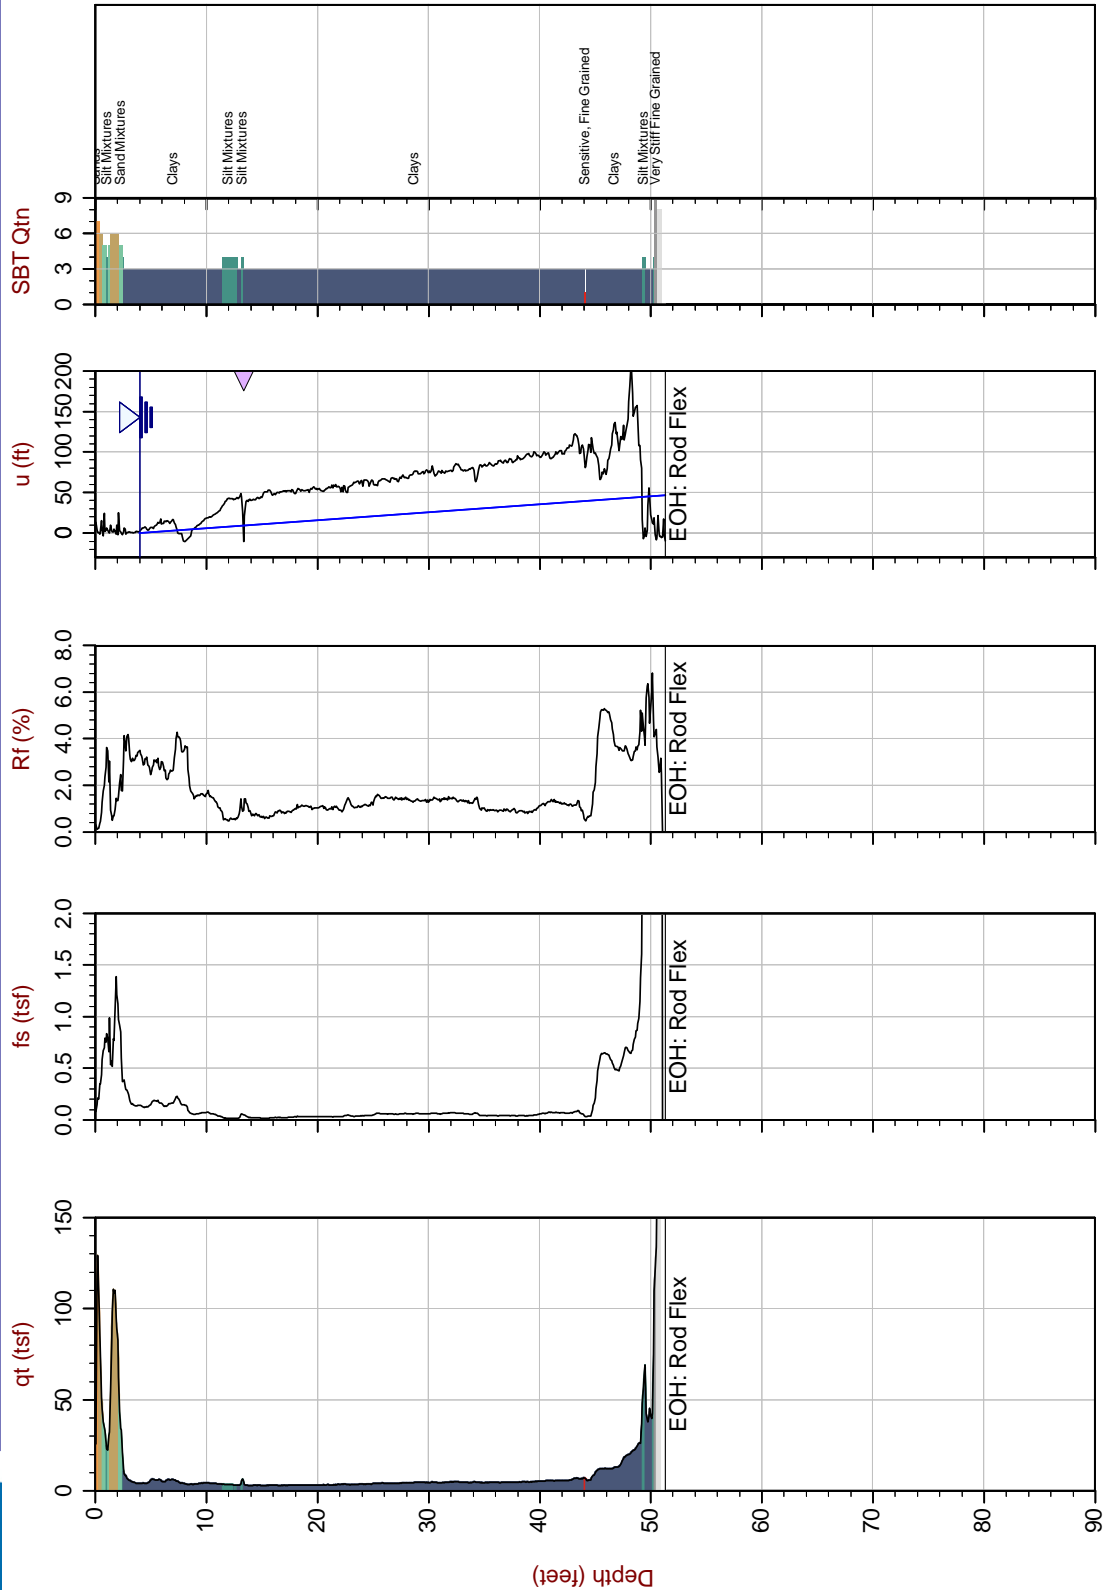 qt (tsf)
fs (tsf)
Rf (%)
u (ft)
SBT Qtn
0 50 100 150
0.0 0.5 1.0 1.5 2.0
0.0 2.0 4.0 6.0 8.0
0 50 100 150 200
0 3 6 9
Depth (feet)
0
10
20
30
40
50
60
70
80
90
EOH: Rod Flex
EOH: Rod Flex
EOH: Rod Flex
EOH: Rod Flex
Sands
Silt Mixtures
Sand Mixtures
Clays
Silt Mixtures
Silt Mixtures
Clays
Sensitive, Fine Grained
Clays
Silt Mixtures
Very Stiff Fine Grained